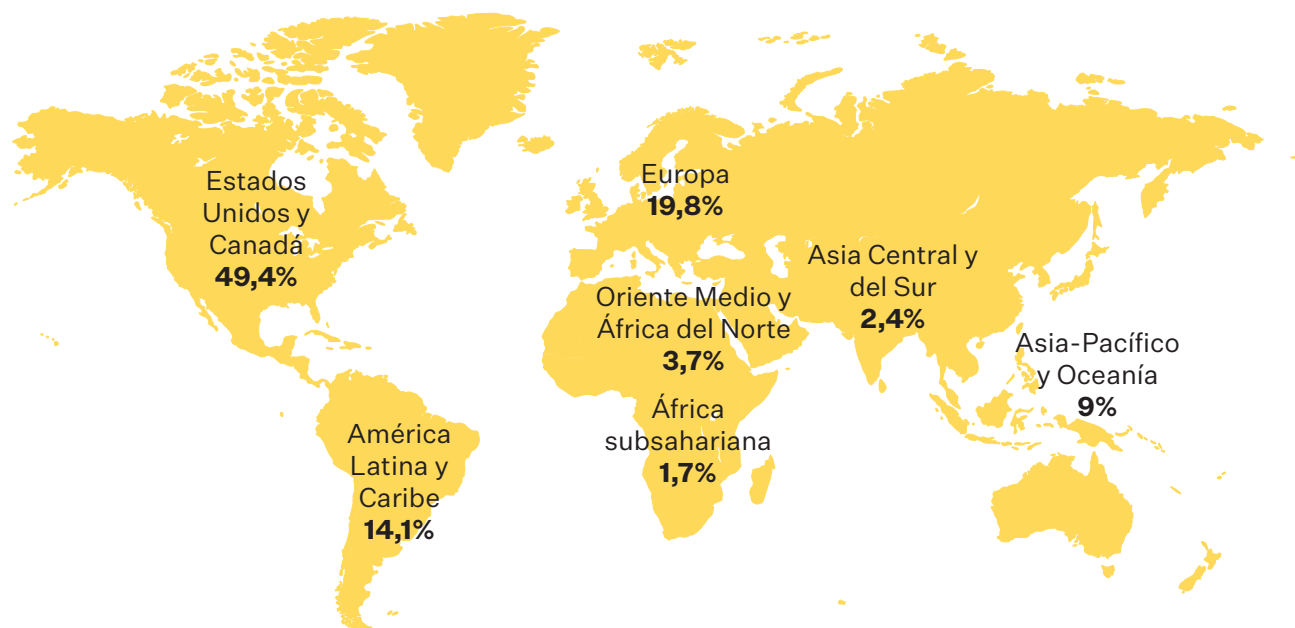 Estados
Unidos y
Canadá
49,4%
Europa
19,8%
Asia Central y
del Sur
2,4%
Oriente Medio y
África del Norte
3,7%
Asia-Pacífico
y Oceanía
9%
África
subsahariana
1,7%
América
Latina y
Caribe
14,1%